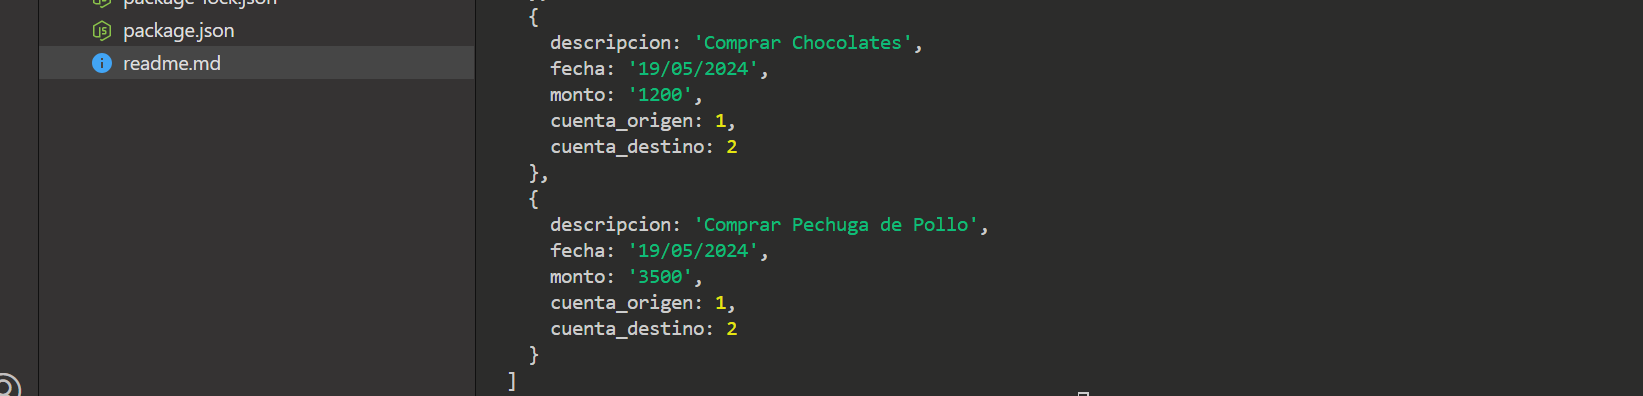 package-lock.json
package.json
readme.md
{
descripcion: 'Comprar Chocolates',
fecha: '19/05/2024',
monto: '1200',
cuenta_origen: 1,
cuenta_destino: 2
},
{
descripcion: 'Comprar Pechuga de Pollo',
fecha: '19/05/2024',
monto: '3500',
cuenta_origen: 1,
cuenta_destino: 2
}
]